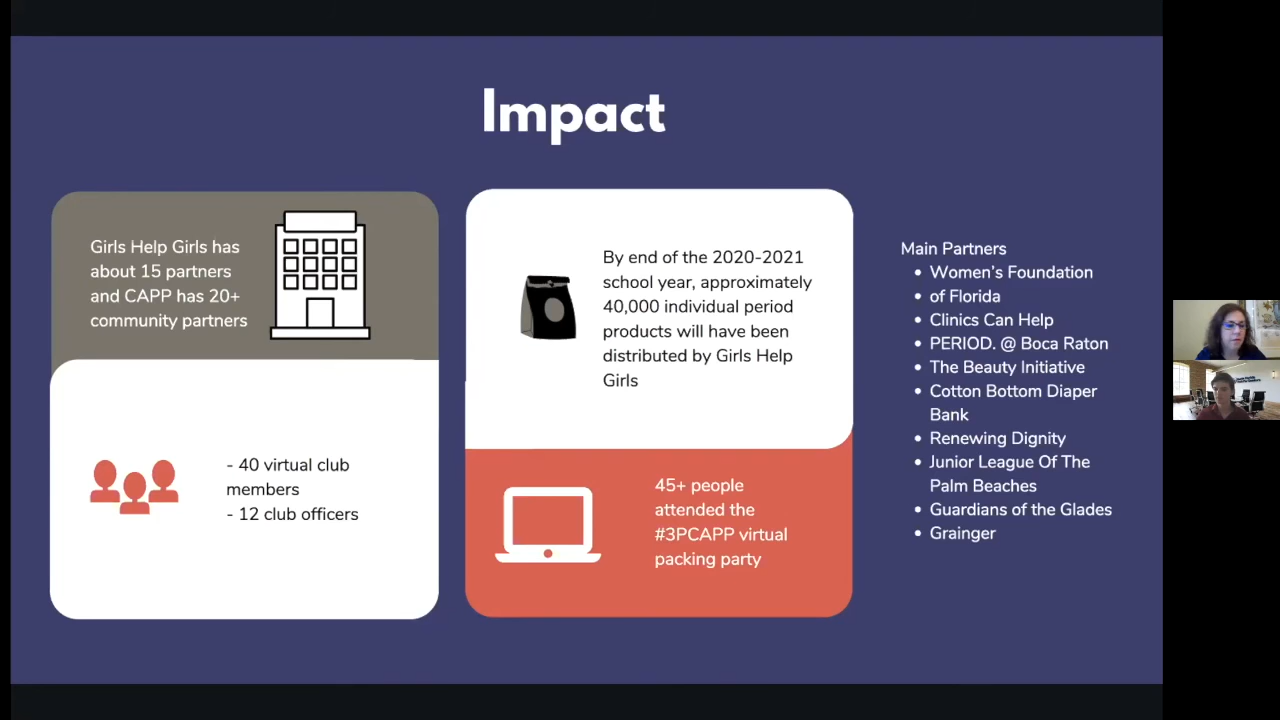 Impact
Girls Help Girls has
about 15 partners
and CAPP has 20+
community partners
- 40 virtual club
members
- 12 club officers
By end of the 2020-2021
school year, approximately
40,000 individual period
products will have been
distributed by Girls Help
Girls
45+ people
attended the
#3PCAPP virtual
packing party
Main Partners
• Women's Foundation
• of Florida
• Clinics Can Help
• PERIOD. @ Boca Raton
• The Beauty Initiative
• Cotton Bottom Diaper
Bank
• Renewing Dignity
• Junior League Of The
Palm Beaches
• Guardians of the Glades
• Grainger